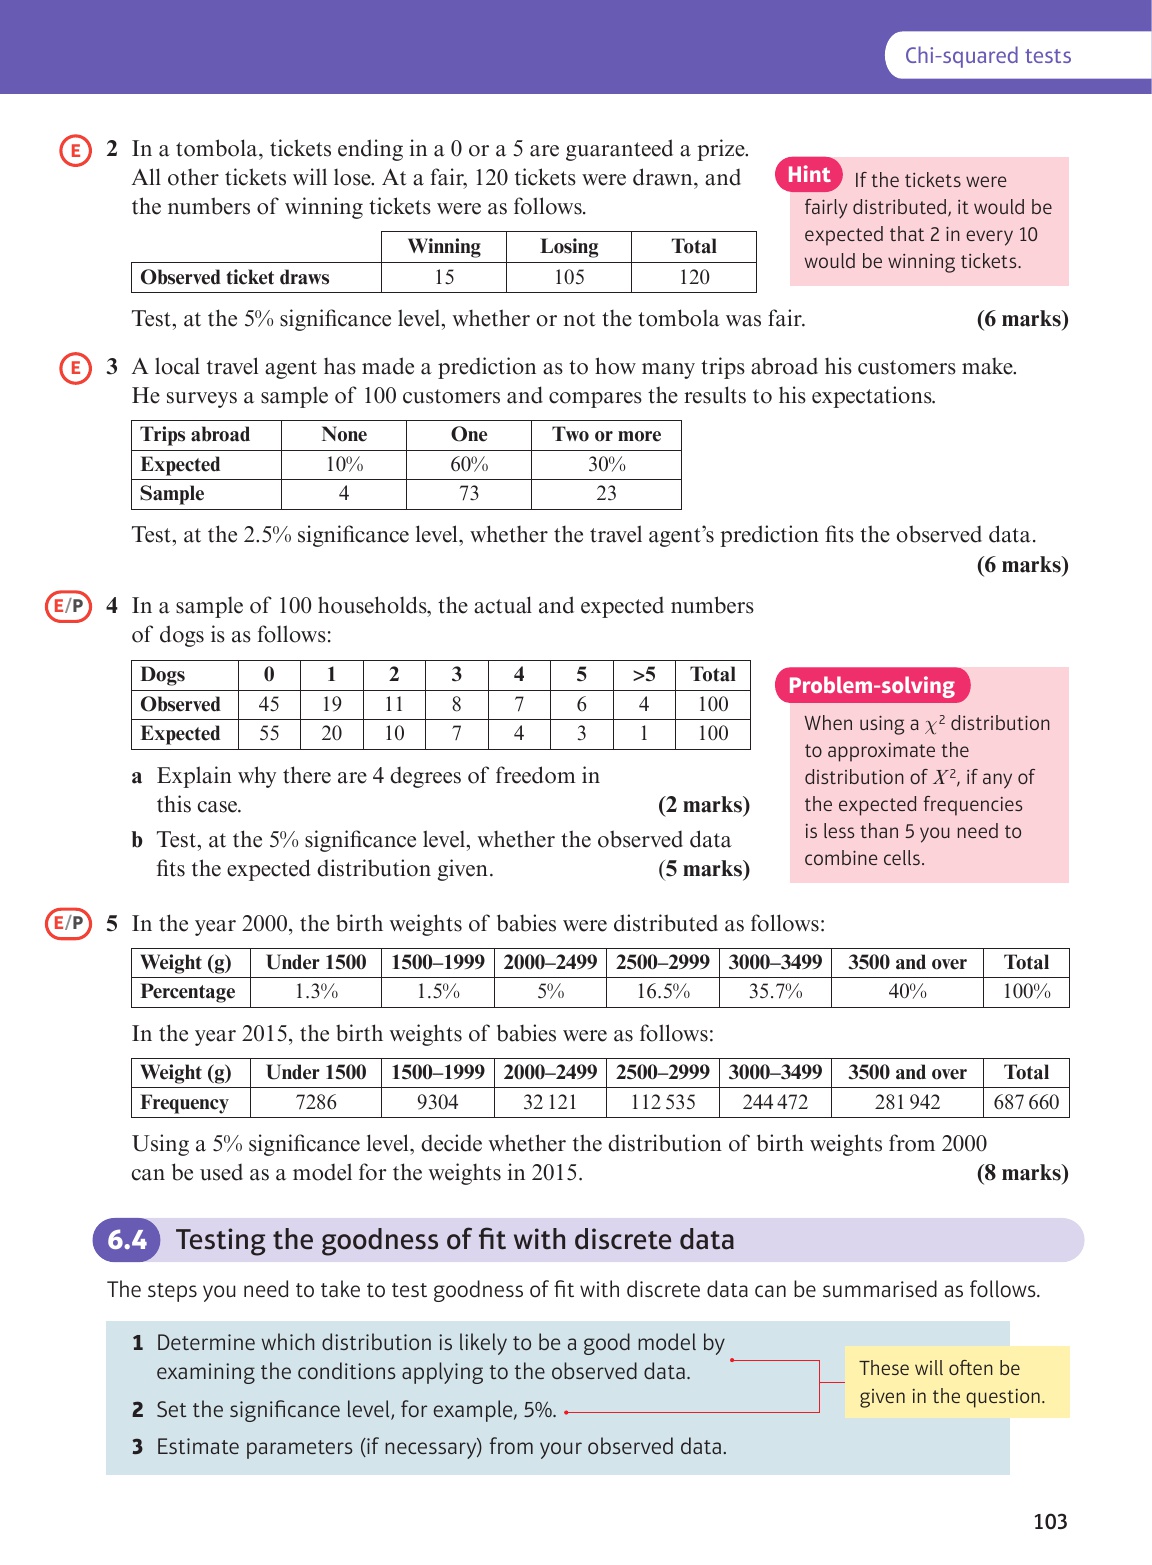 Chi-squared tests
E 2 In a tombola, tickets ending in a 0 or a 5 are guaranteed a prize.
All other tickets will lose. At a fair, 120 tickets were drawn, and
the numbers of winning tickets were as follows.
Winning Losing Total
Observed ticket draws 15 105 120
Hint If the tickets were
fairly distributed, it would be
expected that 2 in every 10
would be winning tickets.
Test, at the 5% significance level, whether or not the tombola was fair. (6 marks)
E 3 A local travel agent has made a prediction as to how many trips abroad his customers make.
He surveys a sample of 100 customers and compares the results to his expectations.
Trips abroad None One Two or more
Expected 10% 60% 30%
Sample 4 73 23
Test, at the 2.5% significance level, whether the travel agent's prediction fits the observed data.
(6 marks)
E/P 4 In a sample of 100 households, the actual and expected numbers
of dogs is as follows:
Dogs 0 1 2 3 4 5 >5 Total
Observed 45 19 11 8 7 6 4 100
Expected 55 20 10 7 4 3 1 100
a Explain why there are 4 degrees of freedom in
this case. (2 marks)
b Test, at the 5% significance level, whether the observed data
fits the expected distribution given. (5 marks)
Problem-solving
When using a χ² distribution
to approximate the
distribution of X², if any of
the expected frequencies
is less than 5 you need to
combine cells.
E/P 5 In the year 2000, the birth weights of babies were distributed as follows:
Weight (g) Under 1500 1500–1999 2000–2499 2500–2999 3000–3499 3500 and over Total
Percentage 1.3% 1.5% 5% 16.5% 35.7% 40% 100%
In the year 2015, the birth weights of babies were as follows:
Weight (g) Under 1500 1500–1999 2000–2499 2500–2999 3000–3499 3500 and over Total
Frequency 7286 9304 32 121 112 535 244 472 281 942 687 660
Using a 5% significance level, decide whether the distribution of birth weights from 2000
can be used as a model for the weights in 2015. (8 marks)
6.4 Testing the goodness of fit with discrete data
The steps you need to take to test goodness of fit with discrete data can be summarised as follows.
1 Determine which distribution is likely to be a good model by
examining the conditions applying to the observed data.
2 Set the significance level, for example, 5%.
3 Estimate parameters (if necessary) from your observed data.
These will often be
given in the question.
103